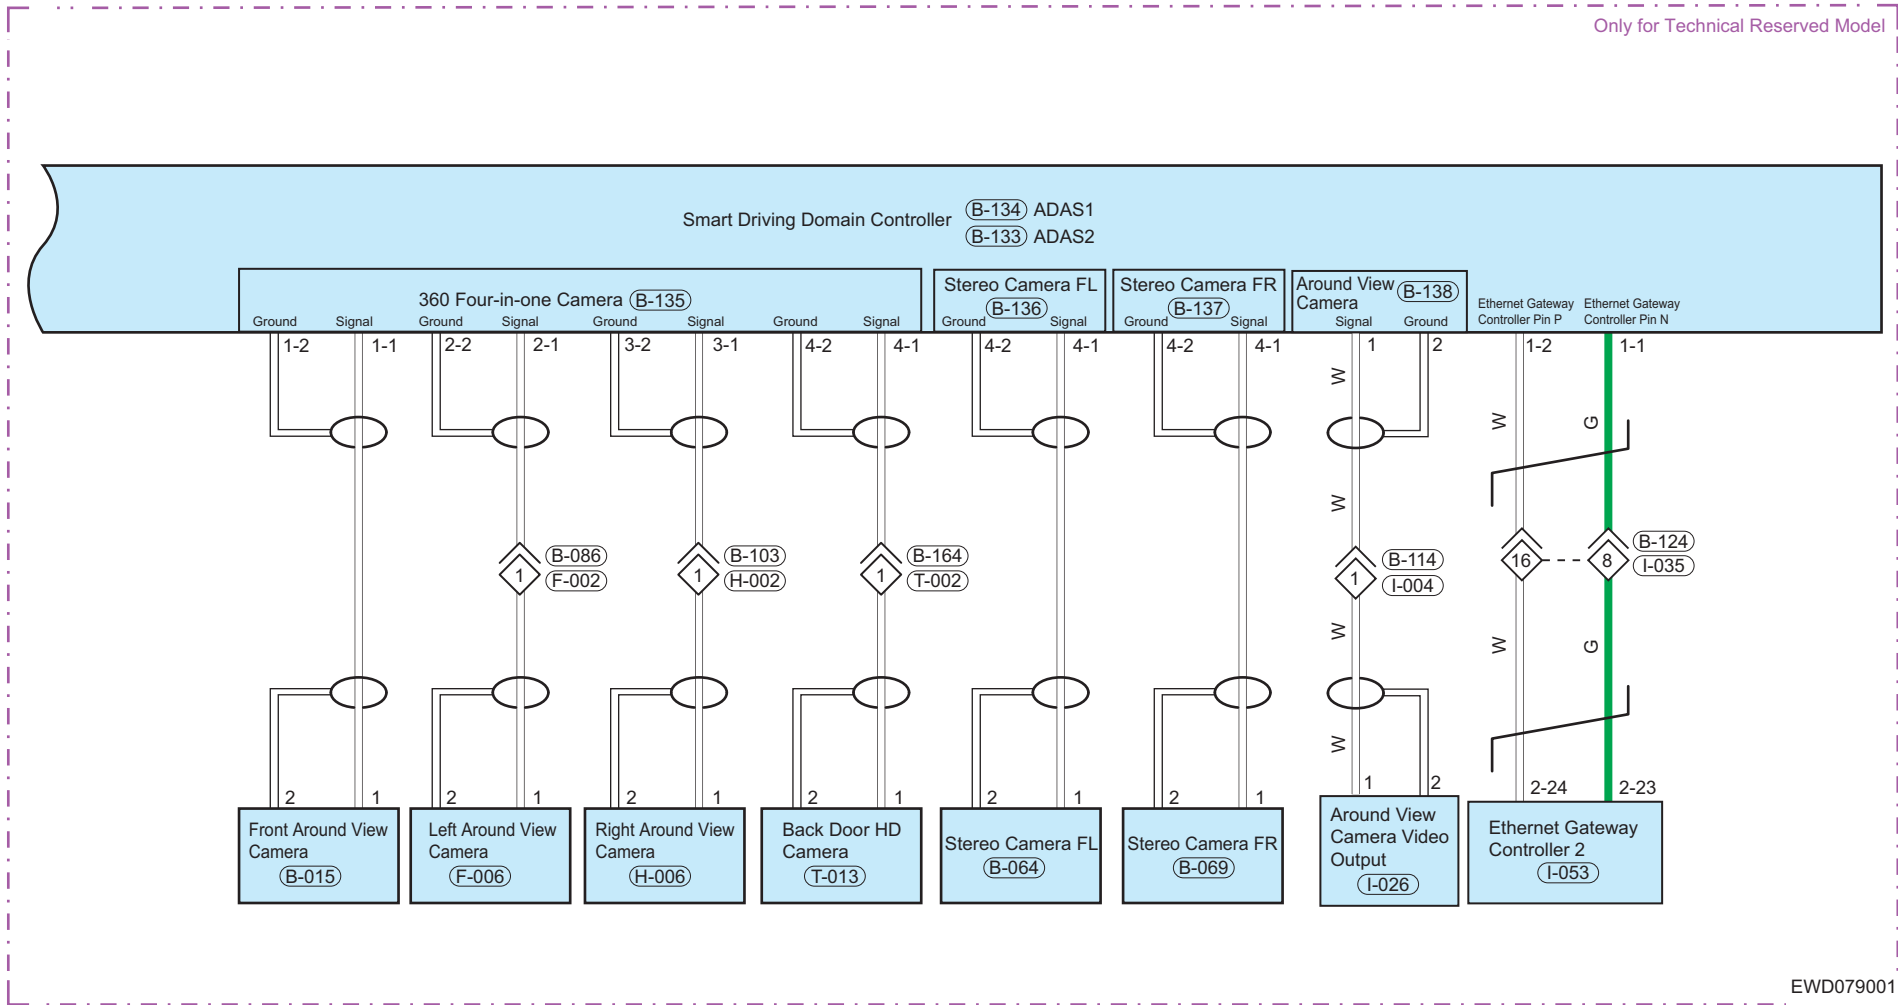 Only for Technical Reserved Model
Smart Driving Domain Controller
B-134 ADAS1
B-133 ADAS2
360 Four-in-one Camera B-135
Ground Signal Ground Signal Ground Signal Ground Signal
Stereo Camera FL
B-136
Ground Signal
Stereo Camera FR
B-137
Ground Signal
Around View
Camera
B-138
Signal Ground
Ethernet Gateway
Controller Pin P
Ethernet Gateway
Controller Pin N
1-2 1-1 2-2 2-1 3-2 3-1 4-2 4-1 4-2 4-1 4-2 4-1 1 2 1-2 1-1
W
W G
W
1 B-086
F-002
1 B-103
H-002
1 B-164
T-002
1 B-114
I-004
16 8 B-124
I-035
W
W G
W
2 1 2 1 2 1 2 1 2 1 2 1 1 2 2-24 2-23
Front Around View
Camera
B-015
Left Around View
Camera
F-006
Right Around View
Camera
H-006
Back Door HD
Camera
T-013
Stereo Camera FL
B-064
Stereo Camera FR
B-069
Around View
Camera Video
Output
I-026
Ethernet Gateway
Controller 2
I-053
EWD079001